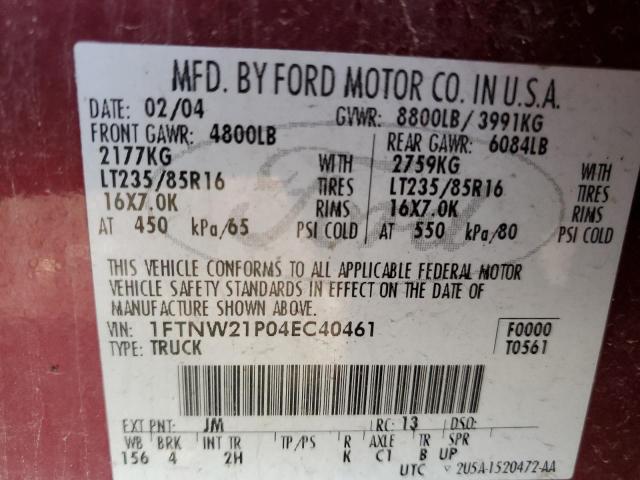 MFD. BY FORD MOTOR CO. IN U.S.A.
DATE: 02/04 GVWR: 8800LB/ 3991KG
FRONT GAWR: 4800LB REAR GAWR: 6084LB
2177KG WITH 2759KG WITH
LT235/85R16 TIRES LT235/85R16 TIRES
16X7.0K RIMS 16X7.0K RIMS
AT 450 kPa/65 PSI COLD AT 550 kPa/80 PSI COLD
Ford
THIS VEHICLE CONFORMS TO ALL APPLICABLE FEDERAL MOTOR
VEHICLE SAFETY STANDARDS IN EFFECT ON THE DATE OF
MANUFACTURE SHOWN ABOVE.
VIN: 1FTNW21P04EC40461 F0000
TYPE: TRUCK T0561
EXT PNT: JM RC: 13 DSO:
WB BRK INT TR TP/PS R AXLE TR SPR
156 4 2H K C1 B UP
UTC 2U5A-1520472-AA